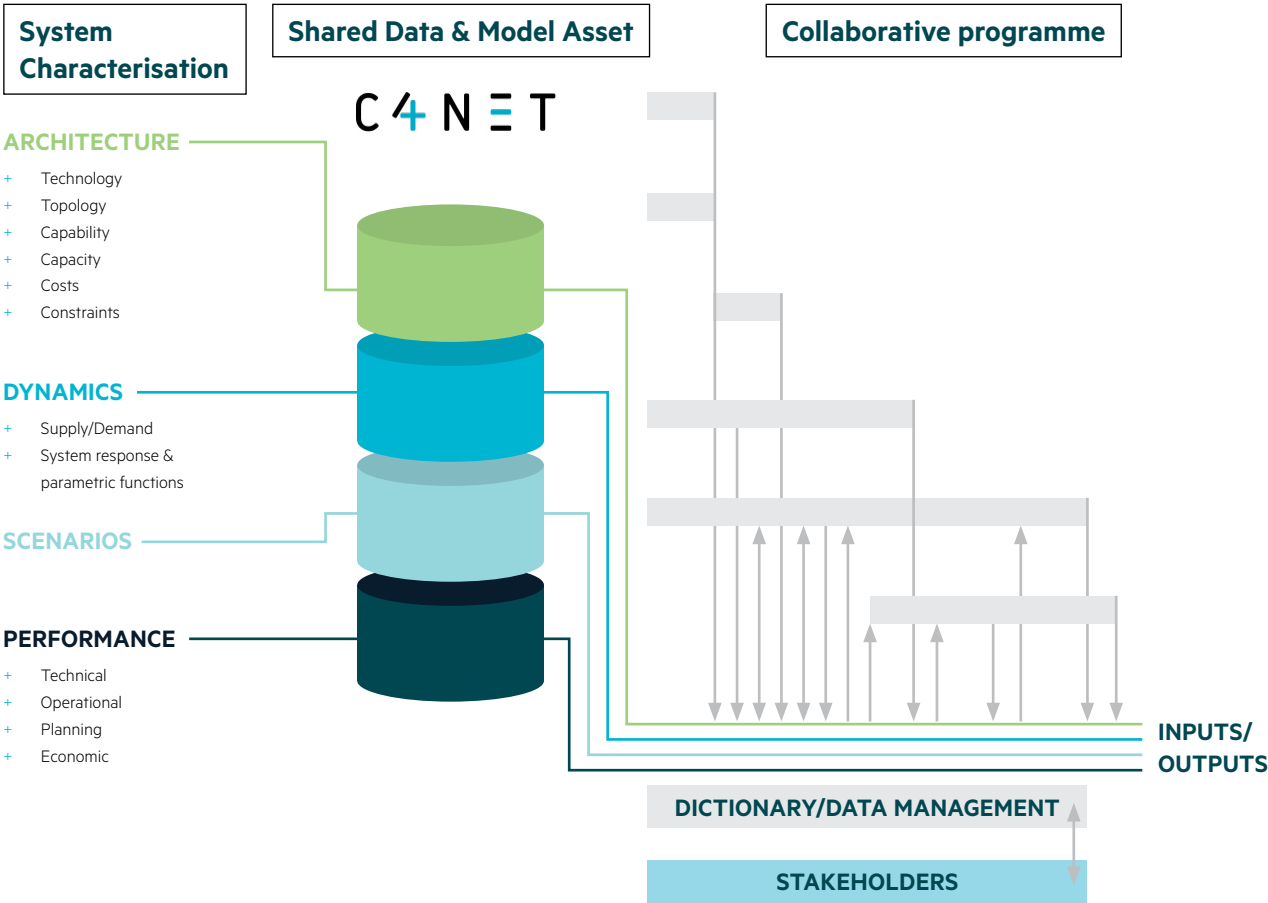 System
Characterisation
Shared Data & Model Asset
Collaborative programme
C4NET
ARCHITECTURE
+ Technology
+ Topology
+ Capability
+ Capacity
+ Costs
+ Constraints
DYNAMICS
+ Supply/Demand
+ System response &
parametric functions
SCENARIOS
PERFORMANCE
+ Technical
+ Operational
+ Planning
+ Economic
INPUTS/
OUTPUTS
DICTIONARY/DATA MANAGEMENT
STAKEHOLDERS